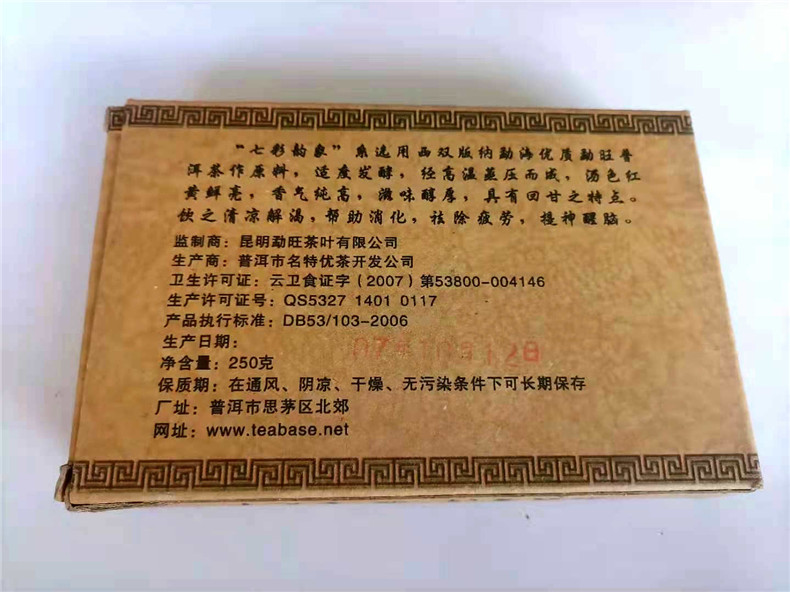 “七彩韵象”系选用西双版纳勐海优质勐旺普
洱茶作原料，适度发酵，经高温蒸压而成，汤色红
黄鲜亮，香气纯高，滋味醇厚，具有回甘之特点。
饮之清凉解渴，帮助消化，祛除疲劳，提神醒脑。
监制商：昆明勐旺茶叶有限公司
生产商：普洱市名特优茶开发公司
卫生许可证：云卫食证字（2007）第53800-004146
生产许可证号：QS5327 1401 0117
产品执行标准：DB53/103-2006
生产日期：
净含量：250克
保质期：在通风、阴凉、干燥、无污染条件下可长期保存
厂址：普洱市思茅区北郊
网址：www.teabase.net